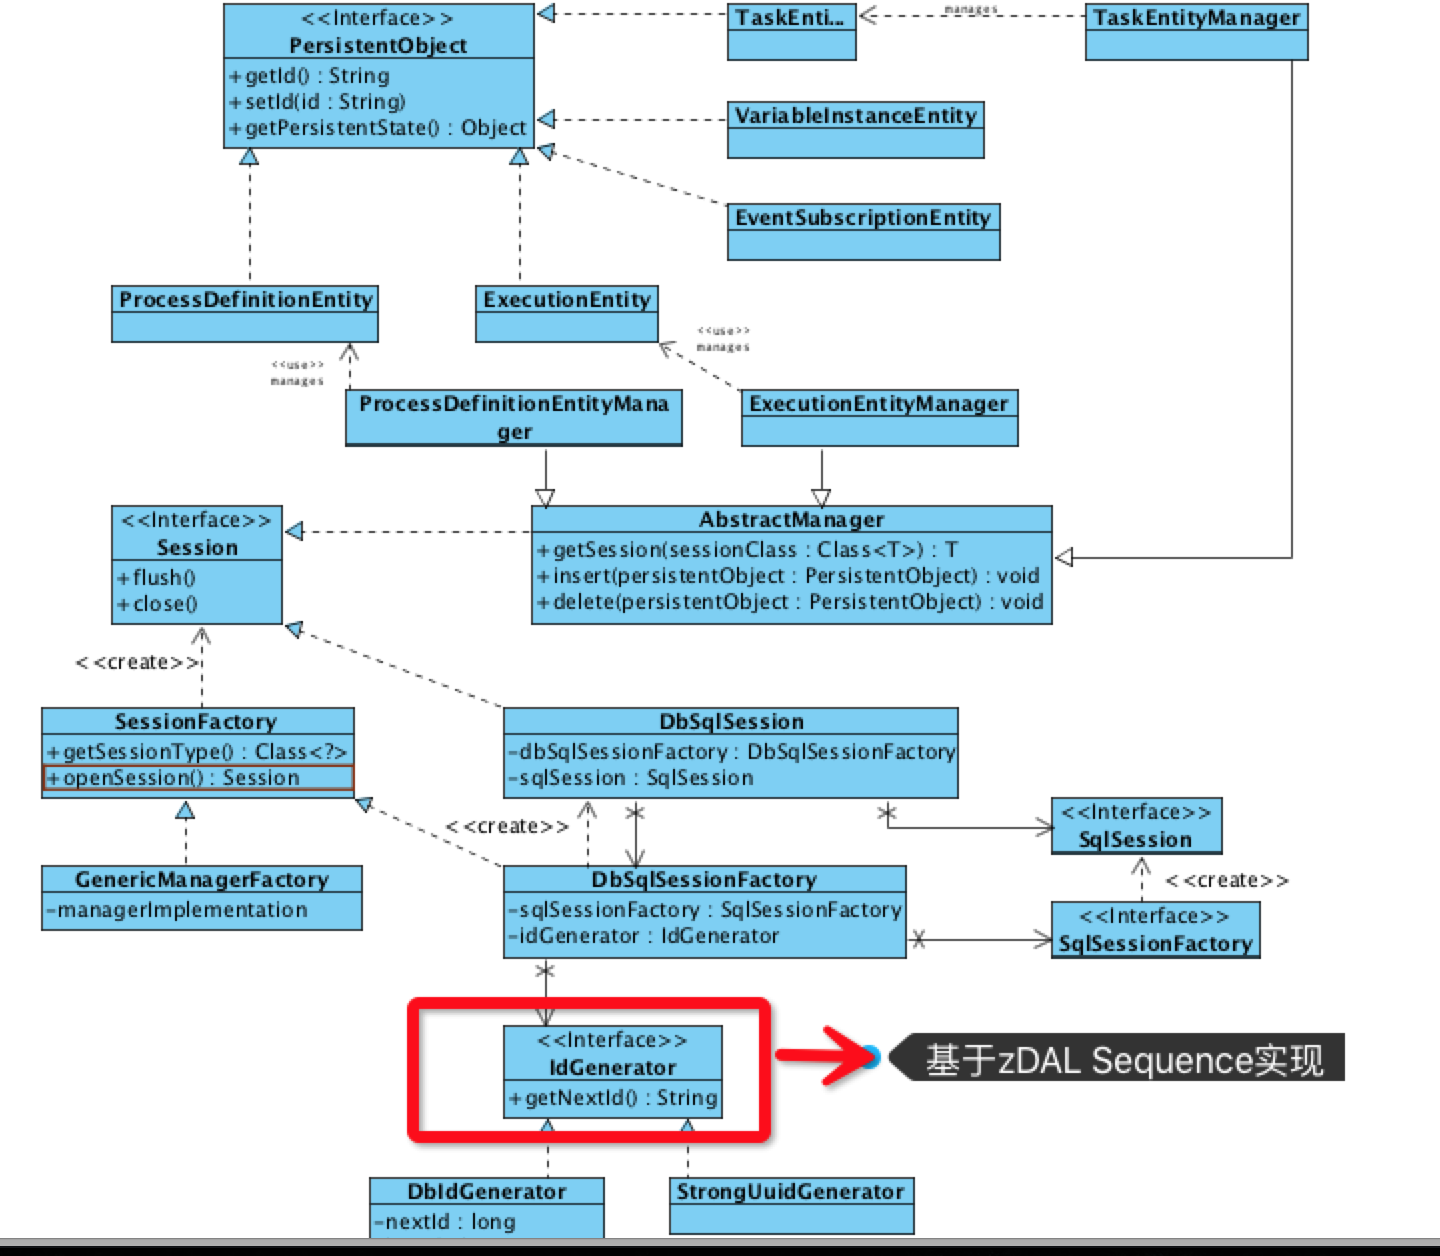 <<Interface>>
PersistentObject
+getId() : String
+setId(id : String)
+getPersistentState() : Object
TaskEnti...
manages
TaskEntityManager
VariableInstanceEntity
EventSubscriptionEntity
ProcessDefinitionEntity
ExecutionEntity
<<use>>
manages
<<use>>
manages
ProcessDefinitionEntityMana
ger
ExecutionEntityManager
<<Interface>>
Session
+flush()
+close()
AbstractManager
+getSession(sessionClass : Class<T>) : T
+insert(persistentObject : PersistentObject) : void
+delete(persistentObject : PersistentObject) : void
<<create>>
SessionFactory
+getSessionType() : Class<?>
+openSession() : Session
DbSqlSession
-dbSqlSessionFactory : DbSqlSessionFactory
-sqlSession : SqlSession
<<create>>
<<Interface>>
SqlSession
<<create>>
GenericManagerFactory
-managerImplementation
DbSqlSessionFactory
-sqlSessionFactory : SqlSessionFactory
-idGenerator : IdGenerator
<<Interface>>
SqlSessionFactory
<<Interface>>
IdGenerator
+getNextId() : String
基于zDAL Sequence实现
DbIdGenerator
-nextId : long
StrongUuidGenerator